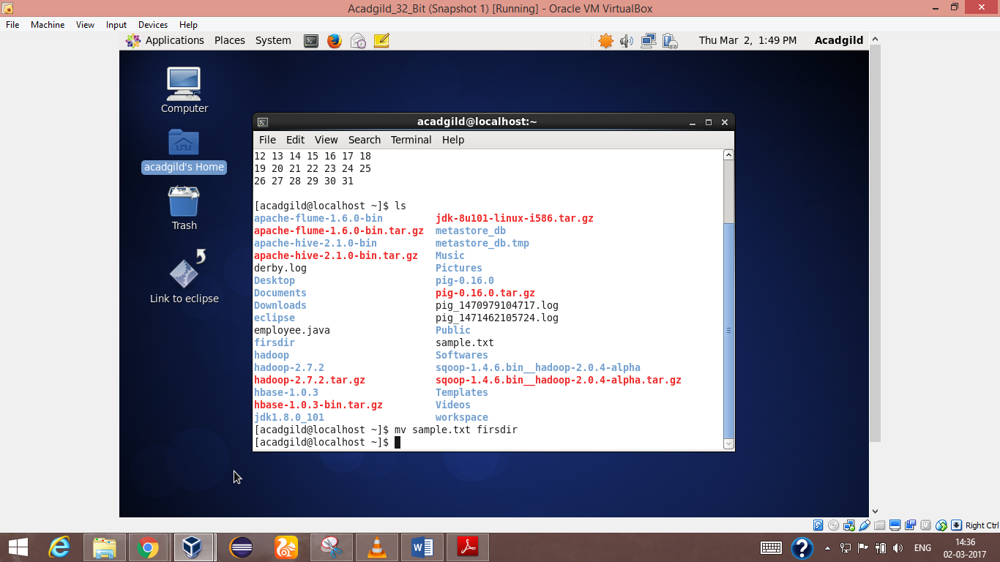 Acadgild_32_Bit (Snapshot 1) [Running] - Oracle VM VirtualBox
File Machine View Input Devices Help
Applications Places System Thu Mar 2, 1:49 PM Acadgild
Computer
acadgild's Home
Trash
Link to eclipse
acadgild@localhost:~
File Edit View Search Terminal Help
12 13 14 15 16 17 18
19 20 21 22 23 24 25
26 27 28 29 30 31
[acadgild@localhost ~]$ ls
apache-flume-1.6.0-bin jdk-8u101-linux-i586.tar.gz
apache-flume-1.6.0-bin.tar.gz metastore_db
apache-hive-2.1.0-bin metastore_db.tmp
apache-hive-2.1.0-bin.tar.gz Music
derby.log Pictures
Desktop pig-0.16.0
Documents pig-0.16.0.tar.gz
Downloads pig_1470979104717.log
eclipse pig_1471462105724.log
employee.java Public
firsdir sample.txt
hadoop Softwares
hadoop-2.7.2 sqoop-1.4.6.bin__hadoop-2.0.4-alpha
hadoop-2.7.2.tar.gz sqoop-1.4.6.bin__hadoop-2.0.4-alpha.tar.gz
hbase-1.0.3 Templates
hbase-1.0.3-bin.tar.gz Videos
jdk1.8.0_101 workspace
[acadgild@localhost ~]$ mv sample.txt firsdir
[acadgild@localhost ~]$
Right Ctrl
ENG 14:36
02-03-2017